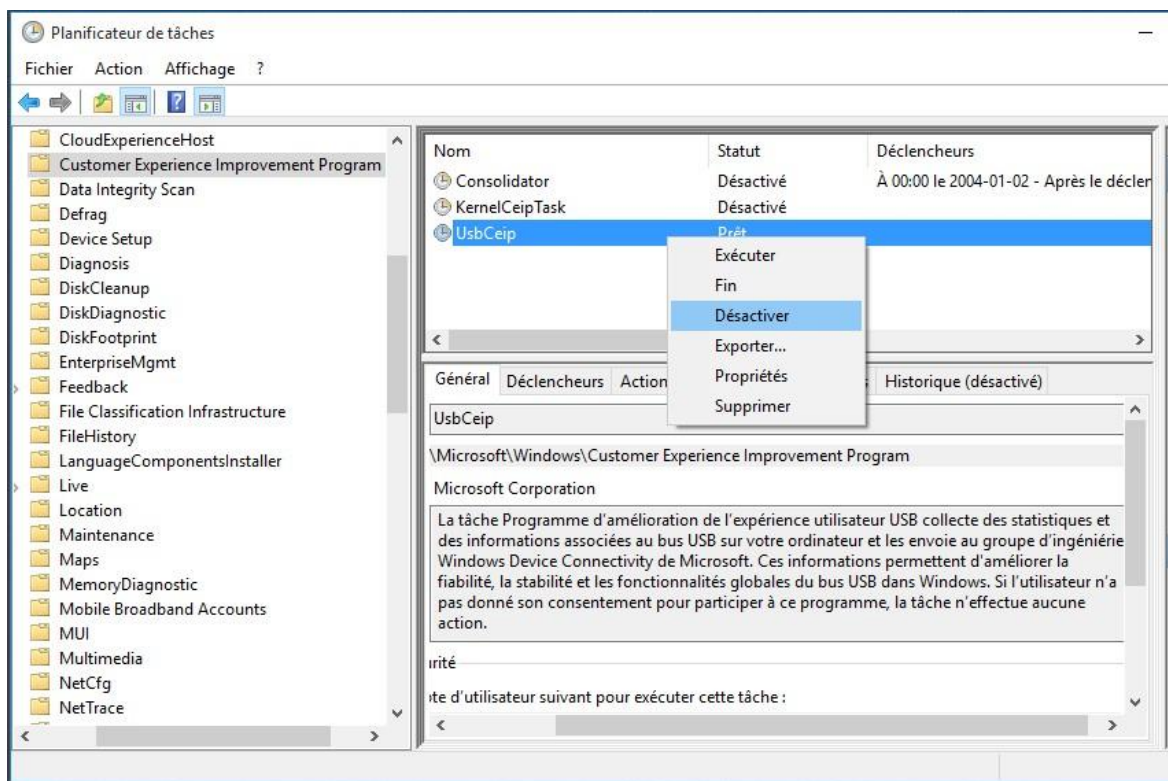 Planificateur de tâches
Fichier Action Affichage ?
CloudExperienceHost
Customer Experience Improvement Program
Data Integrity Scan
Defrag
Device Setup
Diagnosis
DiskCleanup
DiskDiagnostic
DiskFootprint
EnterpriseMgmt
Feedback
File Classification Infrastructure
FileHistory
LanguageComponentsInstaller
Live
Location
Maintenance
Maps
MemoryDiagnostic
Mobile Broadband Accounts
MUI
Multimedia
NetCfg
NetTrace
Nom Statut Déclencheurs
Consolidator Désactivé À 00:00 le 2004-01-02 - Après le déclen
KernelCeipTask Désactivé
UsbCeip Prêt
Exécuter
Fin
Désactiver
Exporter...
Propriétés
Supprimer
Général Déclencheurs Action Historique (désactivé)
UsbCeip
\Microsoft\Windows\Customer Experience Improvement Program
Microsoft Corporation
La tâche Programme d'amélioration de l'expérience utilisateur USB collecte des statistiques et
des informations associées au bus USB sur votre ordinateur et les envoie au groupe d'ingéniérie
Windows Device Connectivity de Microsoft. Ces informations permettent d'améliorer la
fiabilité, la stabilité et les fonctionnalités globales du bus USB dans Windows. Si l'utilisateur n'a
pas donné son consentement pour participer à ce programme, la tâche n'effectue aucune
action.
urité
te d'utilisateur suivant pour exécuter cette tâche :